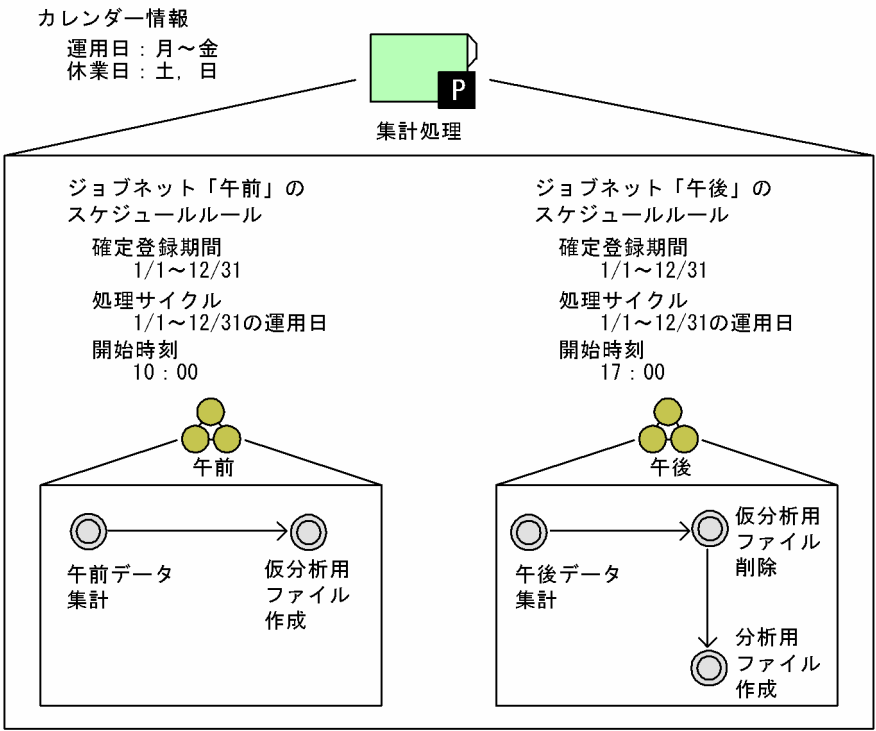 カレンダー情報
運用日：月～金
休業日：土，日
P
集計処理
ジョブネット「午前」の
スケジュールルール
確定登録期間
1/1～12/31
処理サイクル
1/1～12/31の運用日
開始時刻
10：00
午前
午前データ
集計
仮分析用
ファイル
作成
ジョブネット「午後」の
スケジュールルール
確定登録期間
1/1～12/31
処理サイクル
1/1～12/31の運用日
開始時刻
17：00
午後
午後データ
集計
仮分析用
ファイル
削除
分析用
ファイル
作成